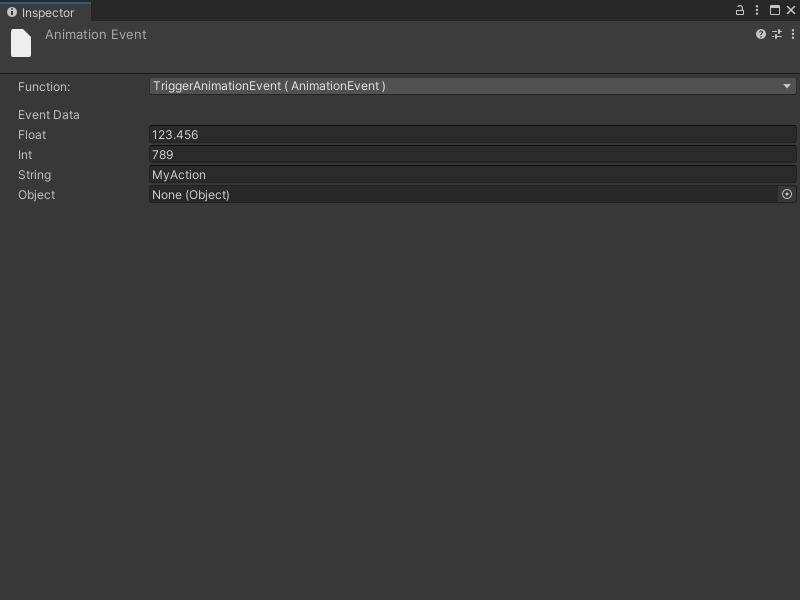 Inspector
Animation Event
Function: TriggerAnimationEvent ( AnimationEvent )
Event Data
Float 123.456
Int 789
String MyAction
Object None (Object)